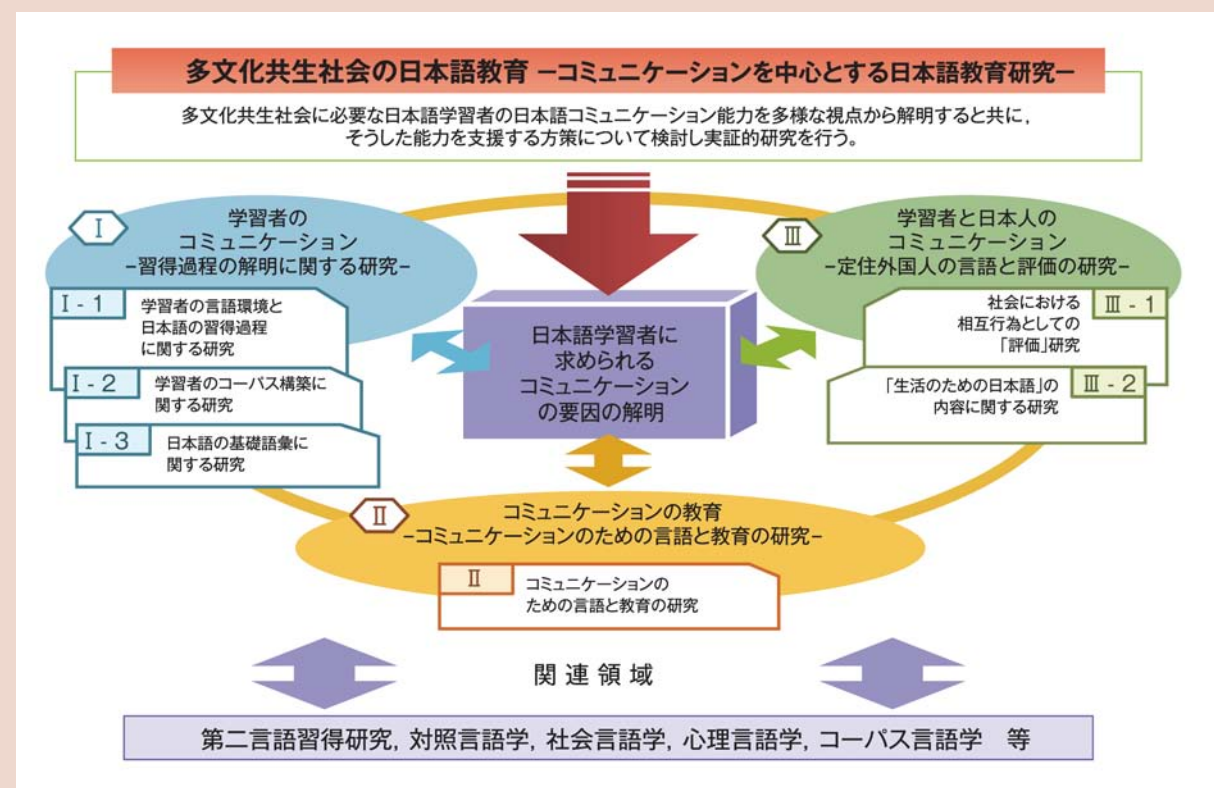 多文化共生社会の日本語教育 －コミュニケーションを中心とする日本語教育研究－
多文化共生社会に必要な日本語学習者の日本語コミュニケーション能力を多様な視点から解明すると共に，
そうした能力を支援する方策について検討し実証的研究を行う。
Ⅰ
学習者の
コミュニケーション
-習得過程の解明に関する研究-
Ⅰ - 1
学習者の言語環境と
日本語の習得過程
に関する研究
Ⅰ - 2
学習者のコーパス構築に
関する研究
Ⅰ - 3
日本語の基礎語彙に
関する研究
日本語学習者に
求められる
コミュニケーション
の要因の解明
Ⅲ
学習者と日本人の
コミュニケーション
-定住外国人の言語と評価の研究-
社会における
相互行為としての
「評価」研究
Ⅲ - 1
「生活のための日本語」の
内容に関する研究
Ⅲ - 2
Ⅱ
コミュニケーションの教育
-コミュニケーションのための言語と教育の研究-
Ⅱ
コミュニケーションの
ための言語と教育の研究
関連領域
第二言語習得研究，対照言語学，社会言語学，心理言語学，コーパス言語学　等